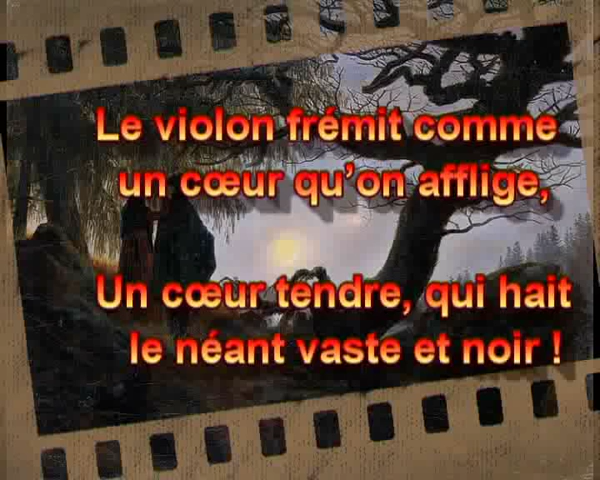 Le violon frémit comme
un cœur qu’on afflige,
Un cœur tendre, qui hait
le néant vaste et noir !